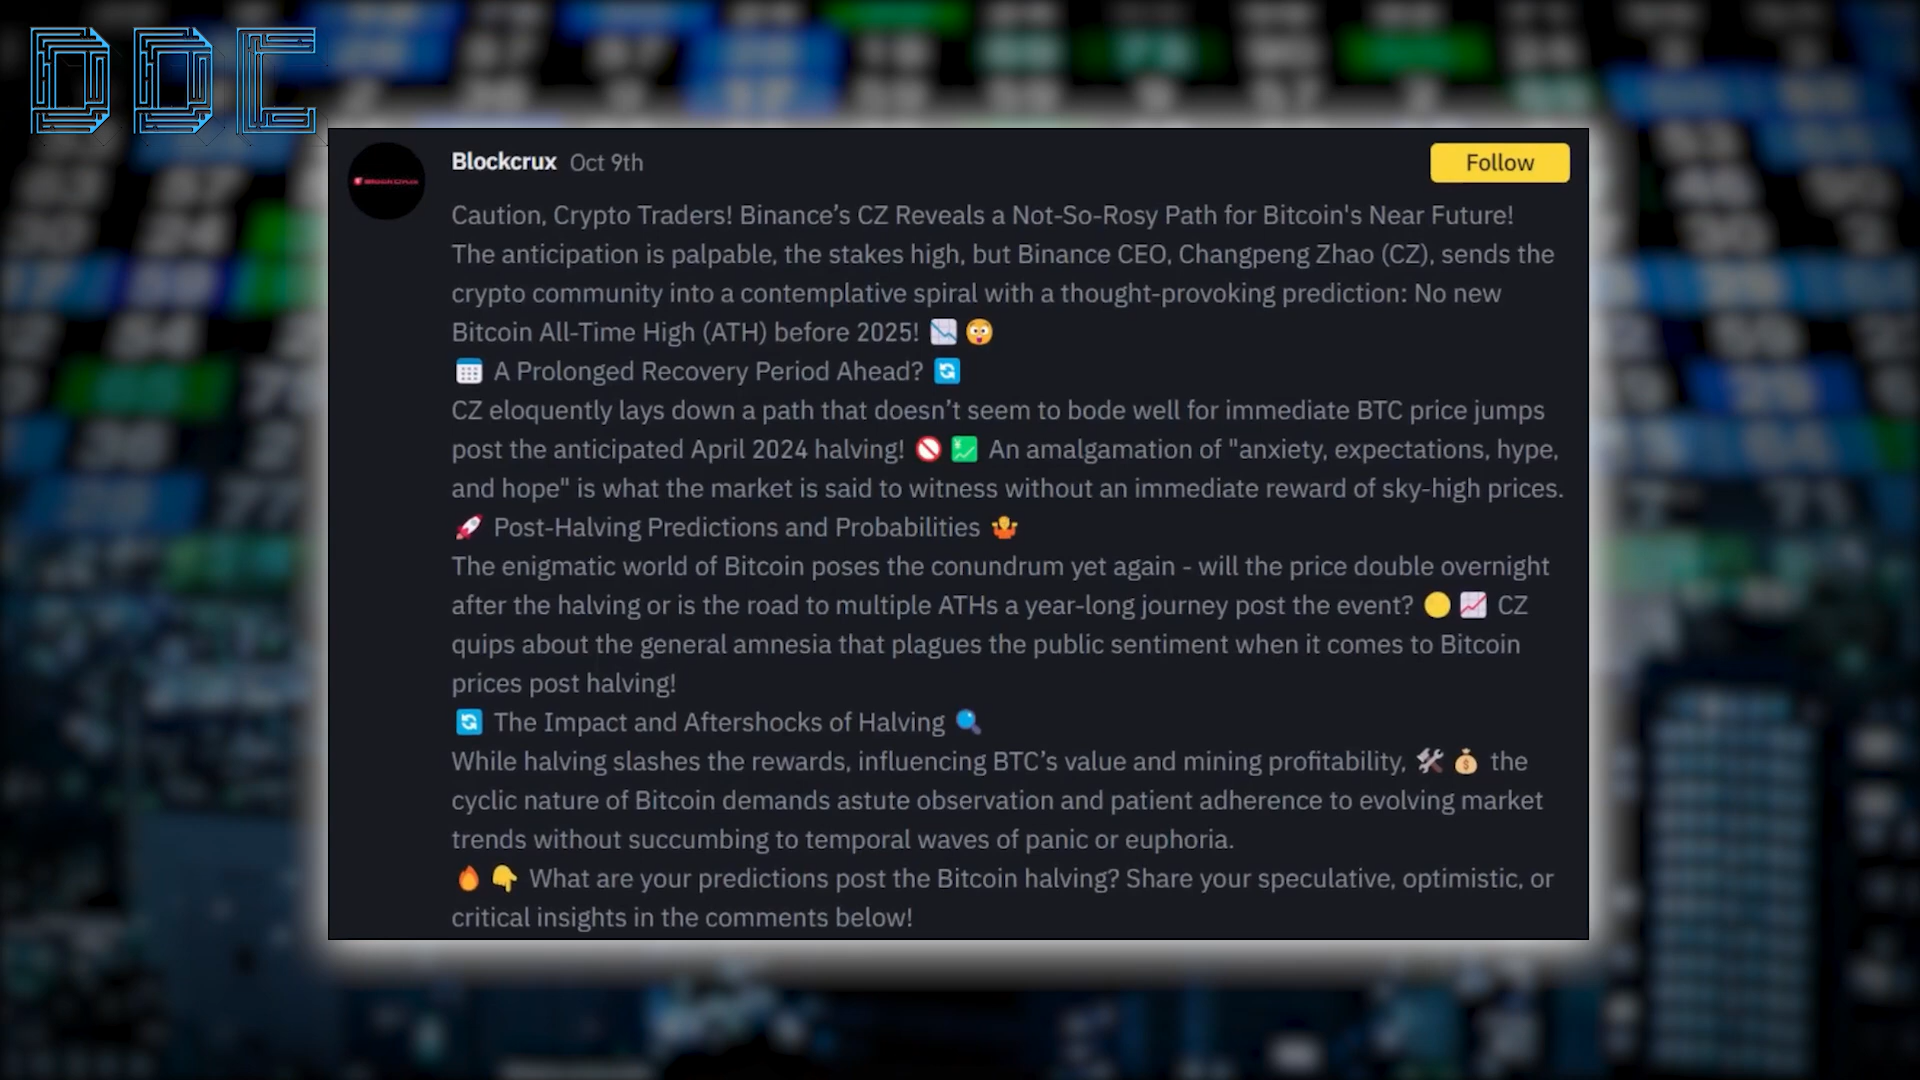 DDC
Blockcrux Oct 9th
Follow
Caution, Crypto Traders! Binance’s CZ Reveals a Not-So-Rosy Path for Bitcoin's Near Future!
The anticipation is palpable, the stakes high, but Binance CEO, Changpeng Zhao (CZ), sends the
crypto community into a contemplative spiral with a thought-provoking prediction: No new
Bitcoin All-Time High (ATH) before 2025! 📉 😲
📅 A Prolonged Recovery Period Ahead? 🔄
CZ eloquently lays down a path that doesn’t seem to bode well for immediate BTC price jumps
post the anticipated April 2024 halving! 🚫 💹 An amalgamation of "anxiety, expectations, hype,
and hope" is what the market is said to witness without an immediate reward of sky-high prices.
🚀 Post-Halving Predictions and Probabilities 🤷
The enigmatic world of Bitcoin poses the conundrum yet again - will the price double overnight
after the halving or is the road to multiple ATHs a year-long journey post the event? 🟡 📈 CZ
quips about the general amnesia that plagues the public sentiment when it comes to Bitcoin
prices post halving!
🔄 The Impact and Aftershocks of Halving 🔍
While halving slashes the rewards, influencing BTC’s value and mining profitability, 🛠 💰 the
cyclic nature of Bitcoin demands astute observation and patient adherence to evolving market
trends without succumbing to temporal waves of panic or euphoria.
🔥 👇 What are your predictions post the Bitcoin halving? Share your speculative, optimistic, or
critical insights in the comments below!